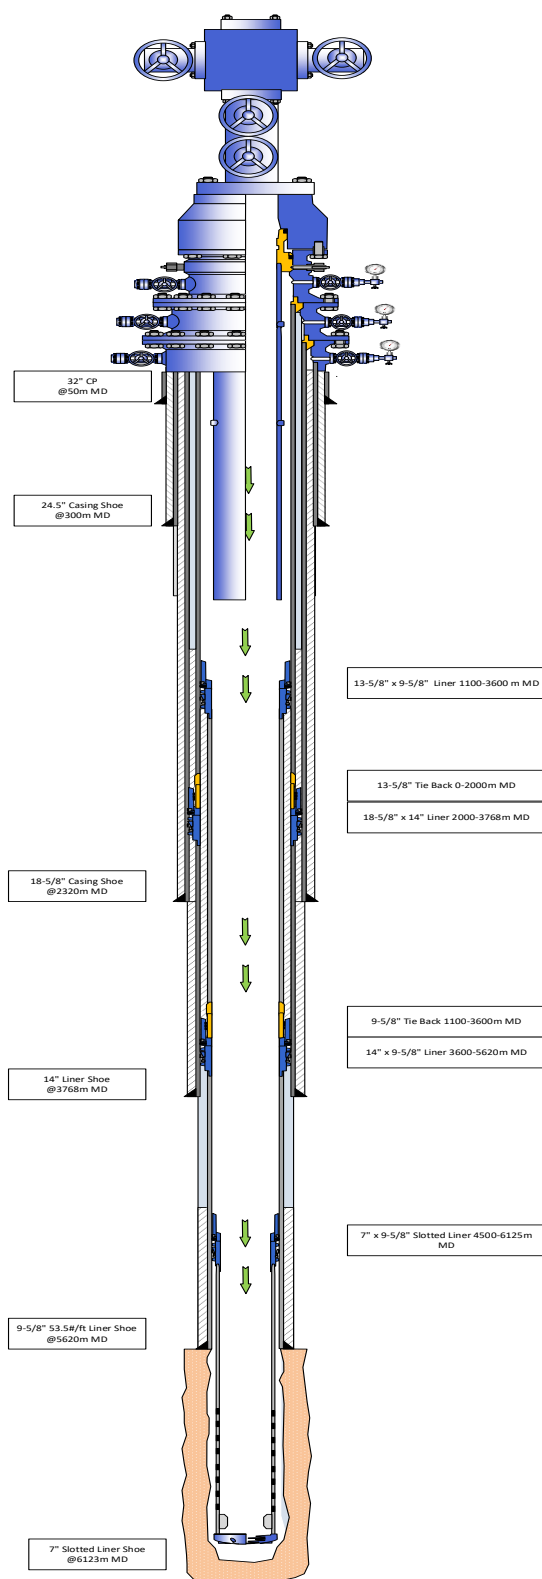 32" CP
@50m MD
24.5" Casing Shoe
@300m MD
13-5/8" x 9-5/8" Liner 1100-3600 m MD
13-5/8" Tie Back 0-2000m MD
18-5/8" x 14" Liner 2000-3768m MD
18-5/8" Casing Shoe
@2320m MD
9-5/8" Tie Back 1100-3600m MD
14" x 9-5/8" Liner 3600-5620m MD
14" Liner Shoe
@3768m MD
7" x 9-5/8" Slotted Liner 4500-6125m
MD
9-5/8" 53.5#/ft Liner Shoe
@5620m MD
7" Slotted Liner Shoe
@6123m MD